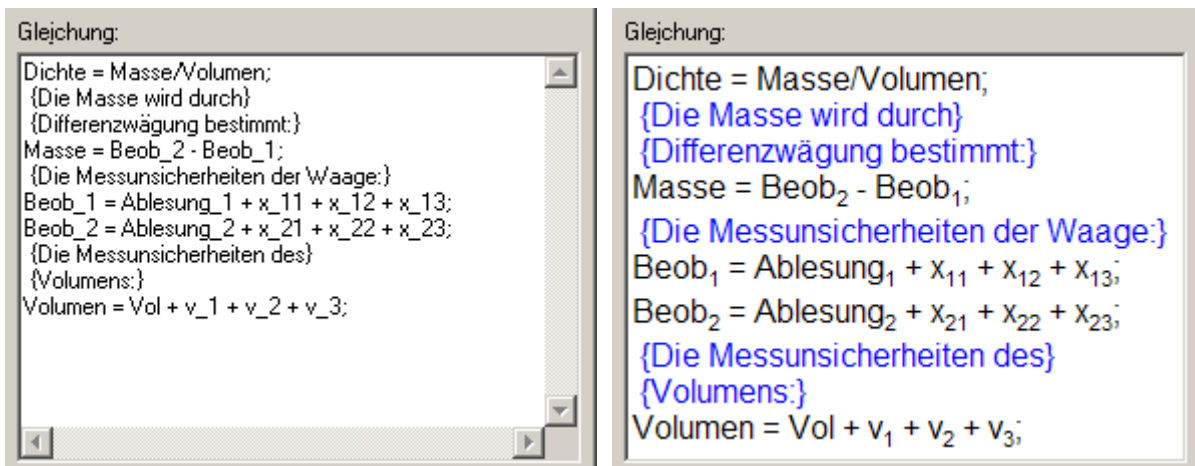 Gleichung:
Dichte = Masse/Volumen;
{Die Masse wird durch}
{Differenzwägung bestimmt:}
Masse = Beob_2 - Beob_1;
{Die Messunsicherheiten der Waage:}
Beob_1 = Ablesung_1 + x_11 + x_12 + x_13;
Beob_2 = Ablesung_2 + x_21 + x_22 + x_23;
{Die Messunsicherheiten des}
{Volumens:}
Volumen = Vol + v_1 + v_2 + v_3;
Gleichung:
Dichte = Masse/Volumen;
{Die Masse wird durch}
{Differenzwägung bestimmt:}
Masse = Beob₂ - Beob₁;
{Die Messunsicherheiten der Waage:}
Beob₁ = Ablesung₁ + x₁₁ + x₁₂ + x₁₃;
Beob₂ = Ablesung₂ + x₂₁ + x₂₂ + x₂₃;
{Die Messunsicherheiten des}
{Volumens:}
Volumen = Vol + v₁ + v₂ + v₃;